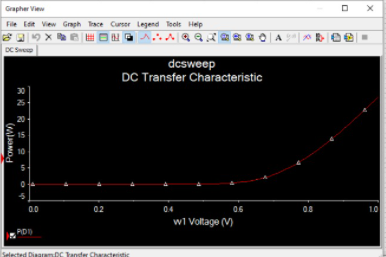 Grapher View
File Edit View Graph Trace Cursor Legend Tools Help
DC Sweep
dcsweep
DC Transfer Characteristic
Power(W)
30
25
20
15
10
5
0
-5
0.0 0.2 0.4 0.6 0.8 1.0
vv1 Voltage (V)
P(D1)
Selected Diagram:DC Transfer Characteristic